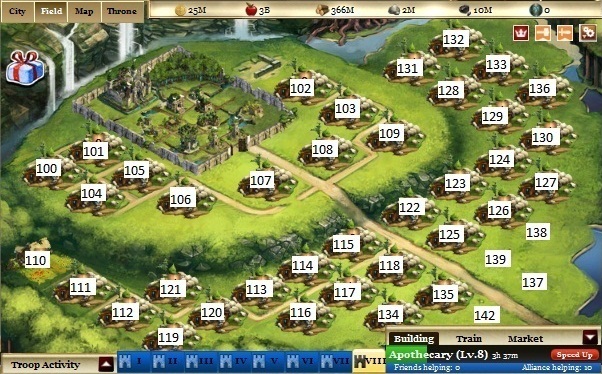 City Field Map Throne 25M 3B 366M 2M 10M 0
132
131 133
128 136
102
103 129
109 130
101 108 124
100 105 107 123 127
104 106 122 126
125 138
115 139
110 114 118 137
111 121 113 117 135
112 120 116 134 142
119
Building Train Market
Apothecary (Lv.8) 3h 37m Speed Up
Troop Activity I II III IV V VI VII VIII Friends helping: 0 Alliance helping: 10